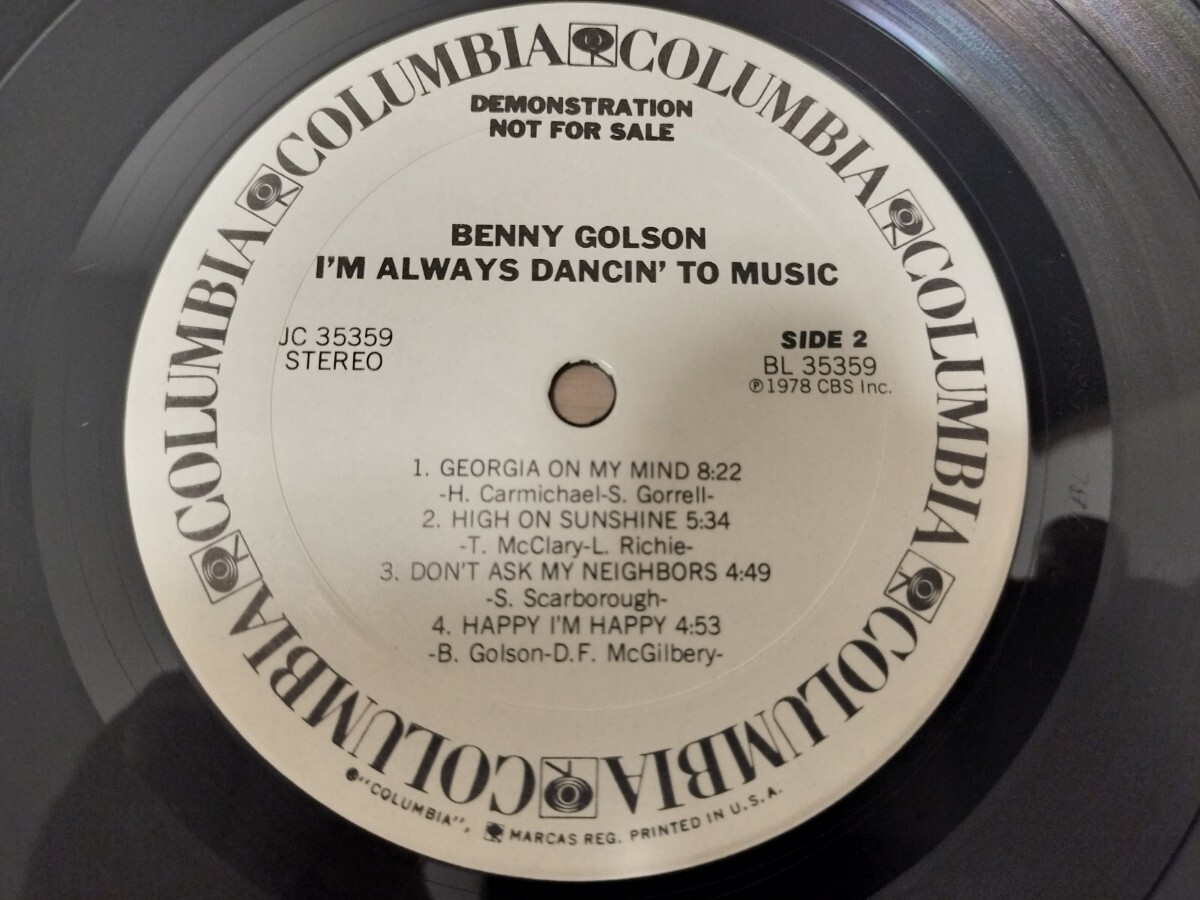 COLUMBIA COLUMBIA COLUMBIA COLUMBIA COLUMBIA COLUMBIA COLUMBIA COLUMBIA
DEMONSTRATION
NOT FOR SALE
BENNY GOLSON
I'M ALWAYS DANCIN' TO MUSIC
JC 35359
STEREO
SIDE 2
BL 35359
℗1978 CBS Inc.
1. GEORGIA ON MY MIND 8:22
-H. Carmichael-S. Gorrell-
2. HIGH ON SUNSHINE 5:34
-T. McClary-L. Richie-
3. DON'T ASK MY NEIGHBORS 4:49
-S. Scarborough-
4. HAPPY I'M HAPPY 4:53
-B. Golson-D.F. McGilbery-
"COLUMBIA", MARCAS REG. PRINTED IN U.S.A.